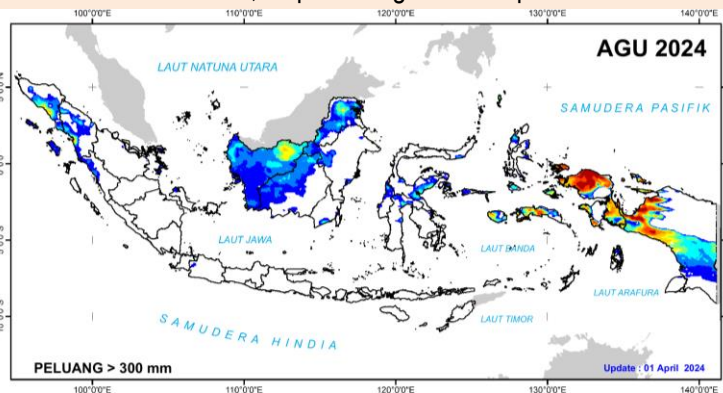 100°0'0"E 110°0'0"E 120°0'0"E 130°0'0"E 140°0'0"E
AGU 2024
LAUT NATUNA UTARA
SAMUDERA PASIFIK
LAUT JAWA
LAUT BANDA
LAUT ARAFURA
SAMUDERA HINDIA
LAUT TIMOR
PELUANG > 300 mm
Update : 01 April 2024
100°0'0"E 110°0'0"E 120°0'0"E 130°0'0"E 140°0'0"E